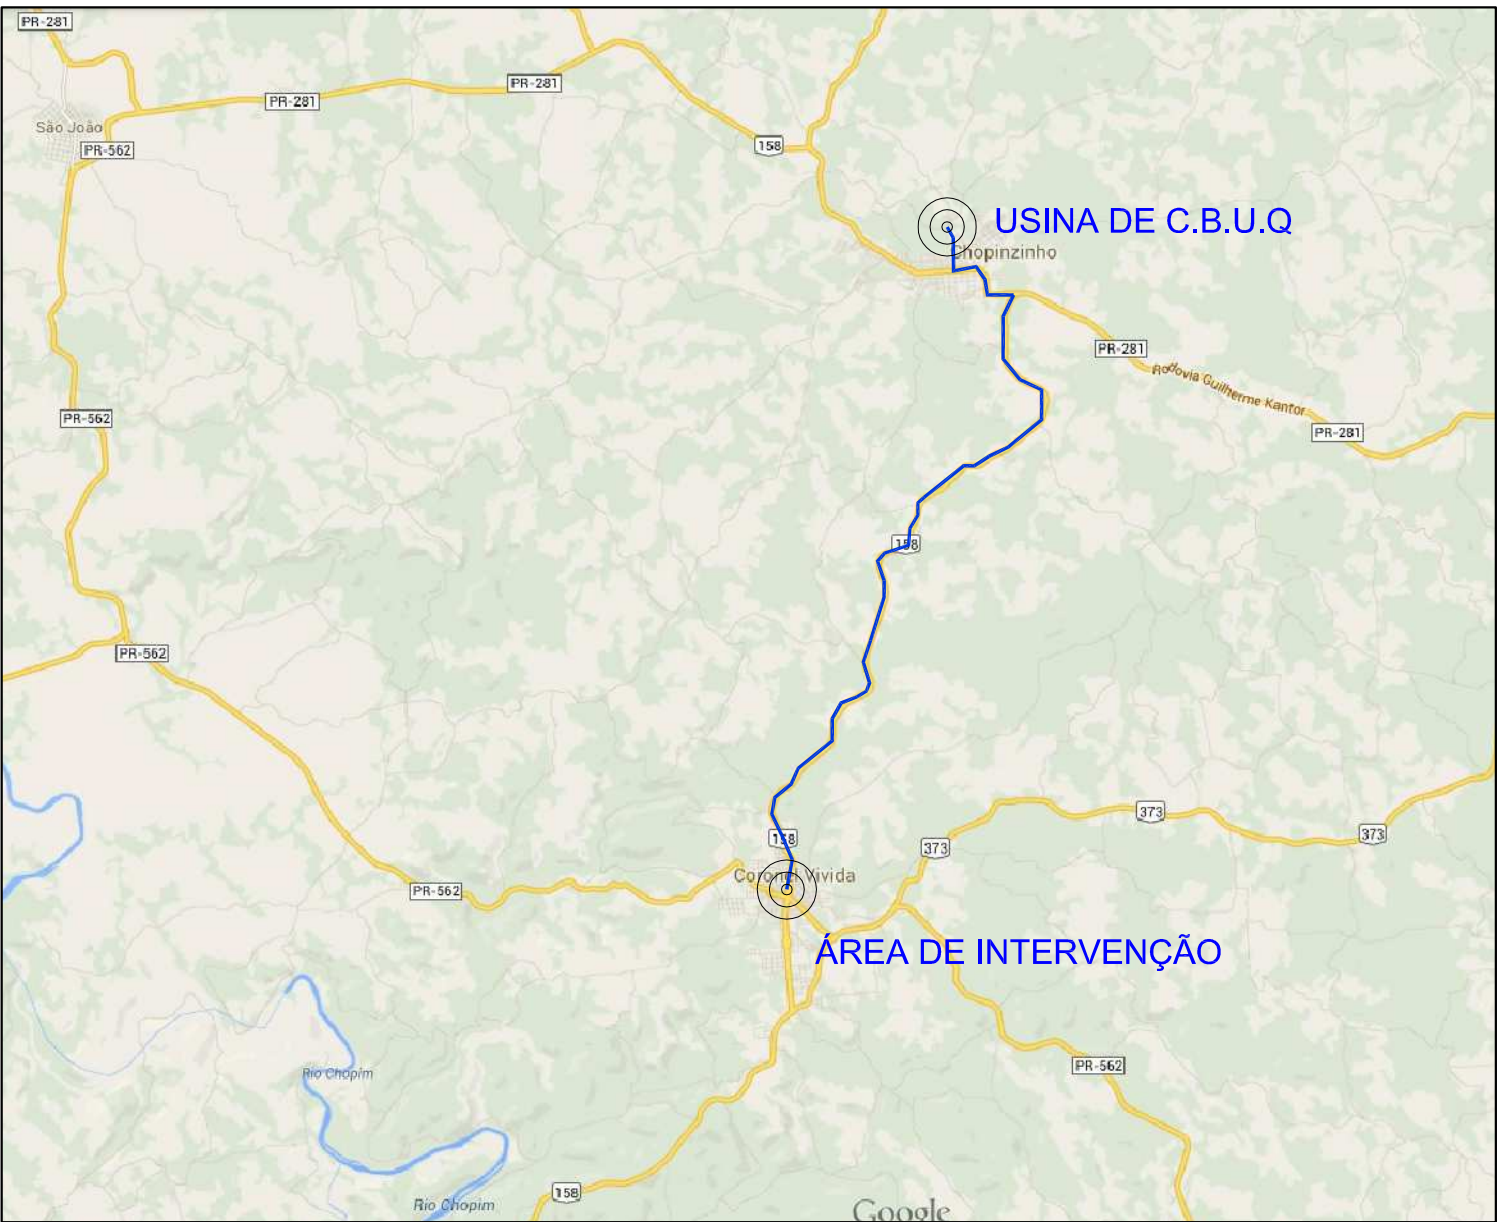 PR-281
PR-281
PR-281
São João
PR-562
158
USINA DE C.B.U.Q
Chopinzinho
PR-281
Rodovia Guilherme Kantor
PR-562
PR-281
158
PR-562
373
373
158
373
Coronel Vivida
PR-562
ÁREA DE INTERVENÇÃO
Rio Chopim
PR-562
158
Rio Chopim
Google